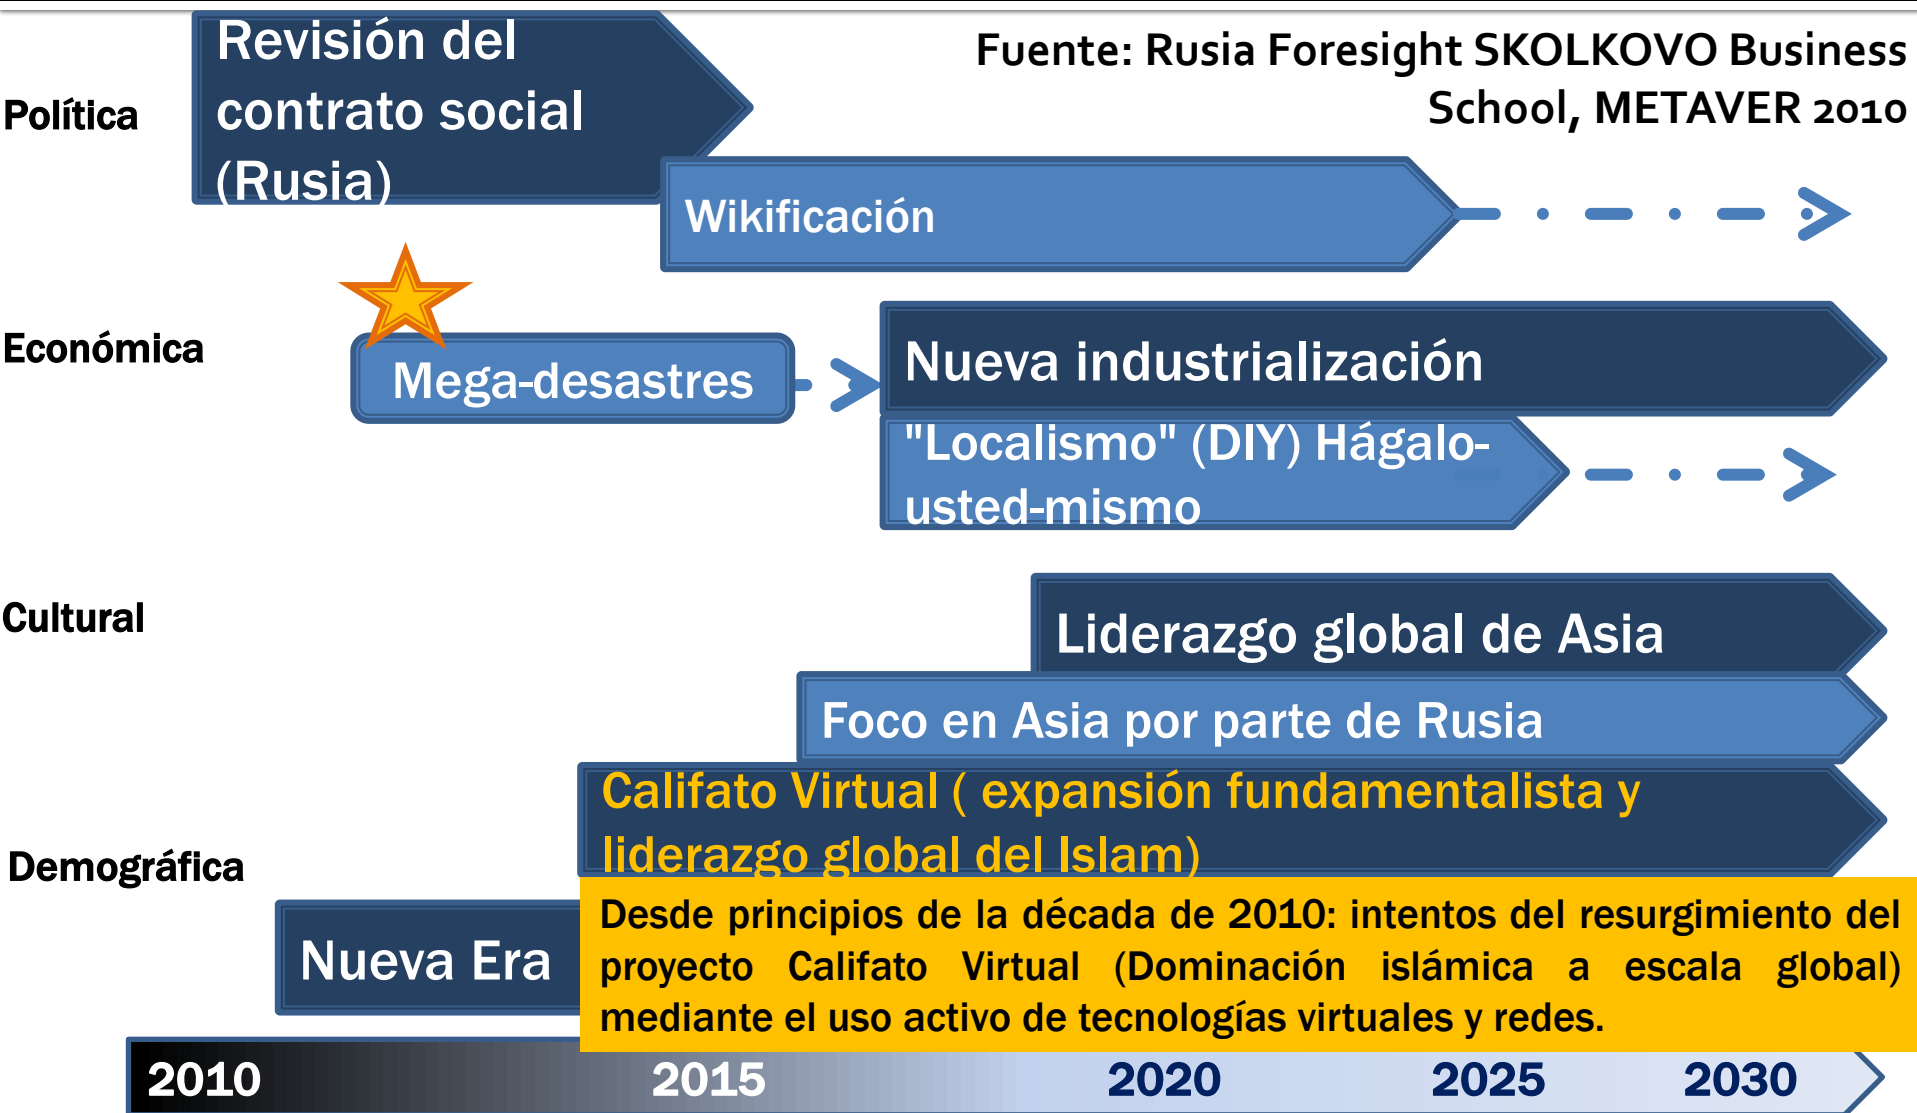 Revisión del
contrato social
(Rusia)
Fuente: Rusia Foresight SKOLKOVO Business
School, METAVER 2010
Política
Wikificación
Económica
Mega-desastres
Nueva industrialización
"Localismo" (DIY) Hágalo-
usted-mismo
Cultural
Liderazgo global de Asia
Foco en Asia por parte de Rusia
Califato Virtual ( expansión fundamentalista y
liderazgo global del Islam)
Demográfica
Nueva Era
Desde principios de la década de 2010: intentos del resurgimiento del
proyecto Califato Virtual (Dominación islámica a escala global)
mediante el uso activo de tecnologías virtuales y redes.
2010 2015 2020 2025 2030